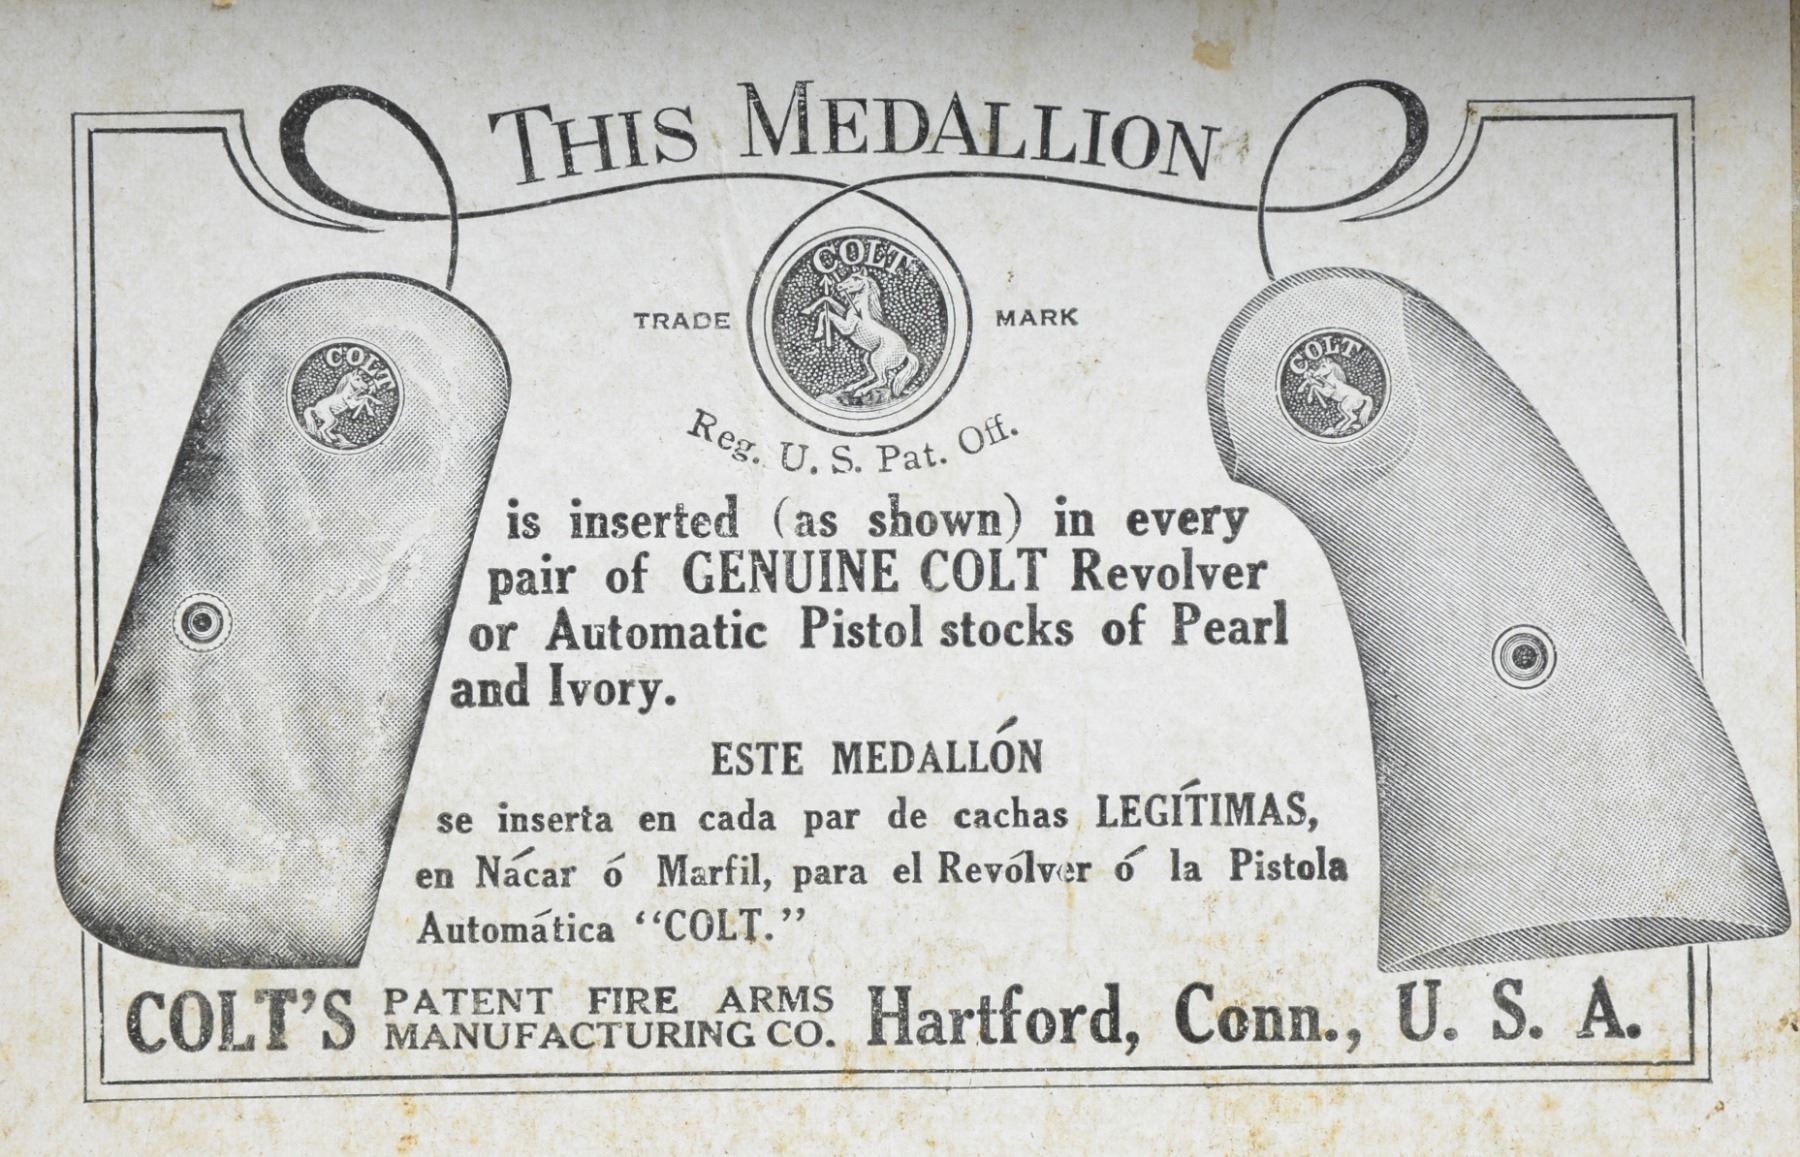 THIS MEDALLION
COLT
TRADE MARK
COLT
COLT
Reg. U. S. Pat. Off.
is inserted (as shown) in every
pair of GENUINE COLT Revolver
or Automatic Pistol stocks of Pearl
and Ivory.
ESTE MEDALLÓN
se inserta en cada par de cachas LEGÍTIMAS,
en Nácar ó Marfil, para el Revólver ó la Pistola
Automática “COLT.”
COLT'S PATENT FIRE ARMS MANUFACTURING CO. Hartford, Conn., U. S. A.